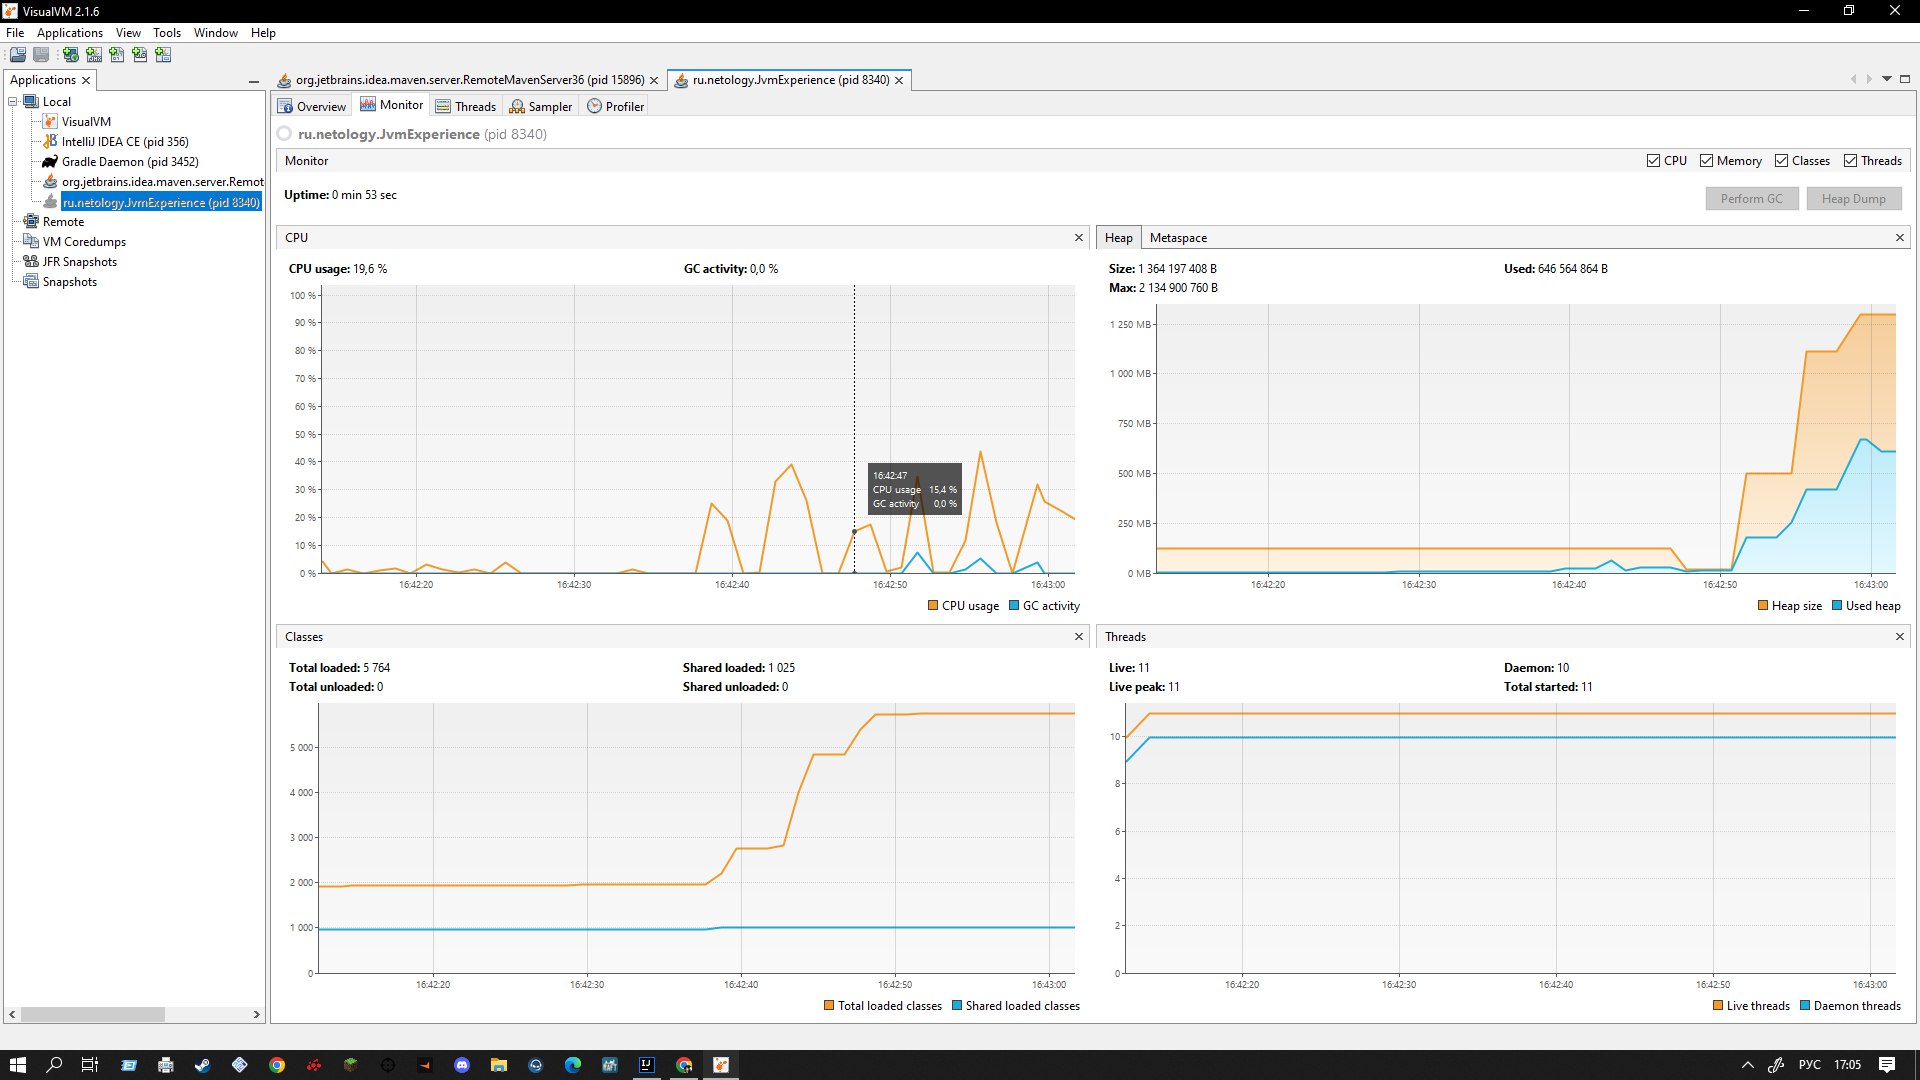 VisualVM 2.1.6
File Applications View Tools Window Help
Applications
Local
VisualVM
IntelliJ IDEA CE (pid 356)
Gradle Daemon (pid 3452)
org.jetbrains.idea.maven.server.Remot
ru.netology.JvmExperience (pid 8340)
Remote
VM Coredumps
JFR Snapshots
Snapshots
org.jetbrains.idea.maven.server.RemoteMavenServer36 (pid 15896) ru.netology.JvmExperience (pid 8340)
Overview Monitor Threads Sampler Profiler
ru.netology.JvmExperience (pid 8340)
Monitor CPU Memory Classes Threads
Uptime: 0 min 53 sec Perform GC Heap Dump
CPU
CPU usage: 19,6 % GC activity: 0,0 %
100 %
90 %
80 %
70 %
60 %
50 %
40 %
30 %
20 %
10 %
0 %
16:42:47
CPU usage 15,4 %
GC activity 0,0 %
16:42:20 16:42:30 16:42:40 16:42:50 16:43:00
CPU usage GC activity
Heap Metaspace
Size: 1 364 197 408 B Used: 646 564 864 B
Max: 2 134 900 760 B
1 250 MB
1 000 MB
750 MB
500 MB
250 MB
0 MB
16:42:20 16:42:30 16:42:40 16:42:50 16:43:00
Heap size Used heap
Classes
Total loaded: 5 764 Shared loaded: 1 025
Total unloaded: 0 Shared unloaded: 0
5 000
4 000
3 000
2 000
1 000
0
16:42:20 16:42:30 16:42:40 16:42:50 16:43:00
Total loaded classes Shared loaded classes
Threads
Live: 11 Daemon: 10
Live peak: 11 Total started: 11
10
8
6
4
2
0
16:42:20 16:42:30 16:42:40 16:42:50 16:43:00
Live threads Daemon threads
РУС 17:05